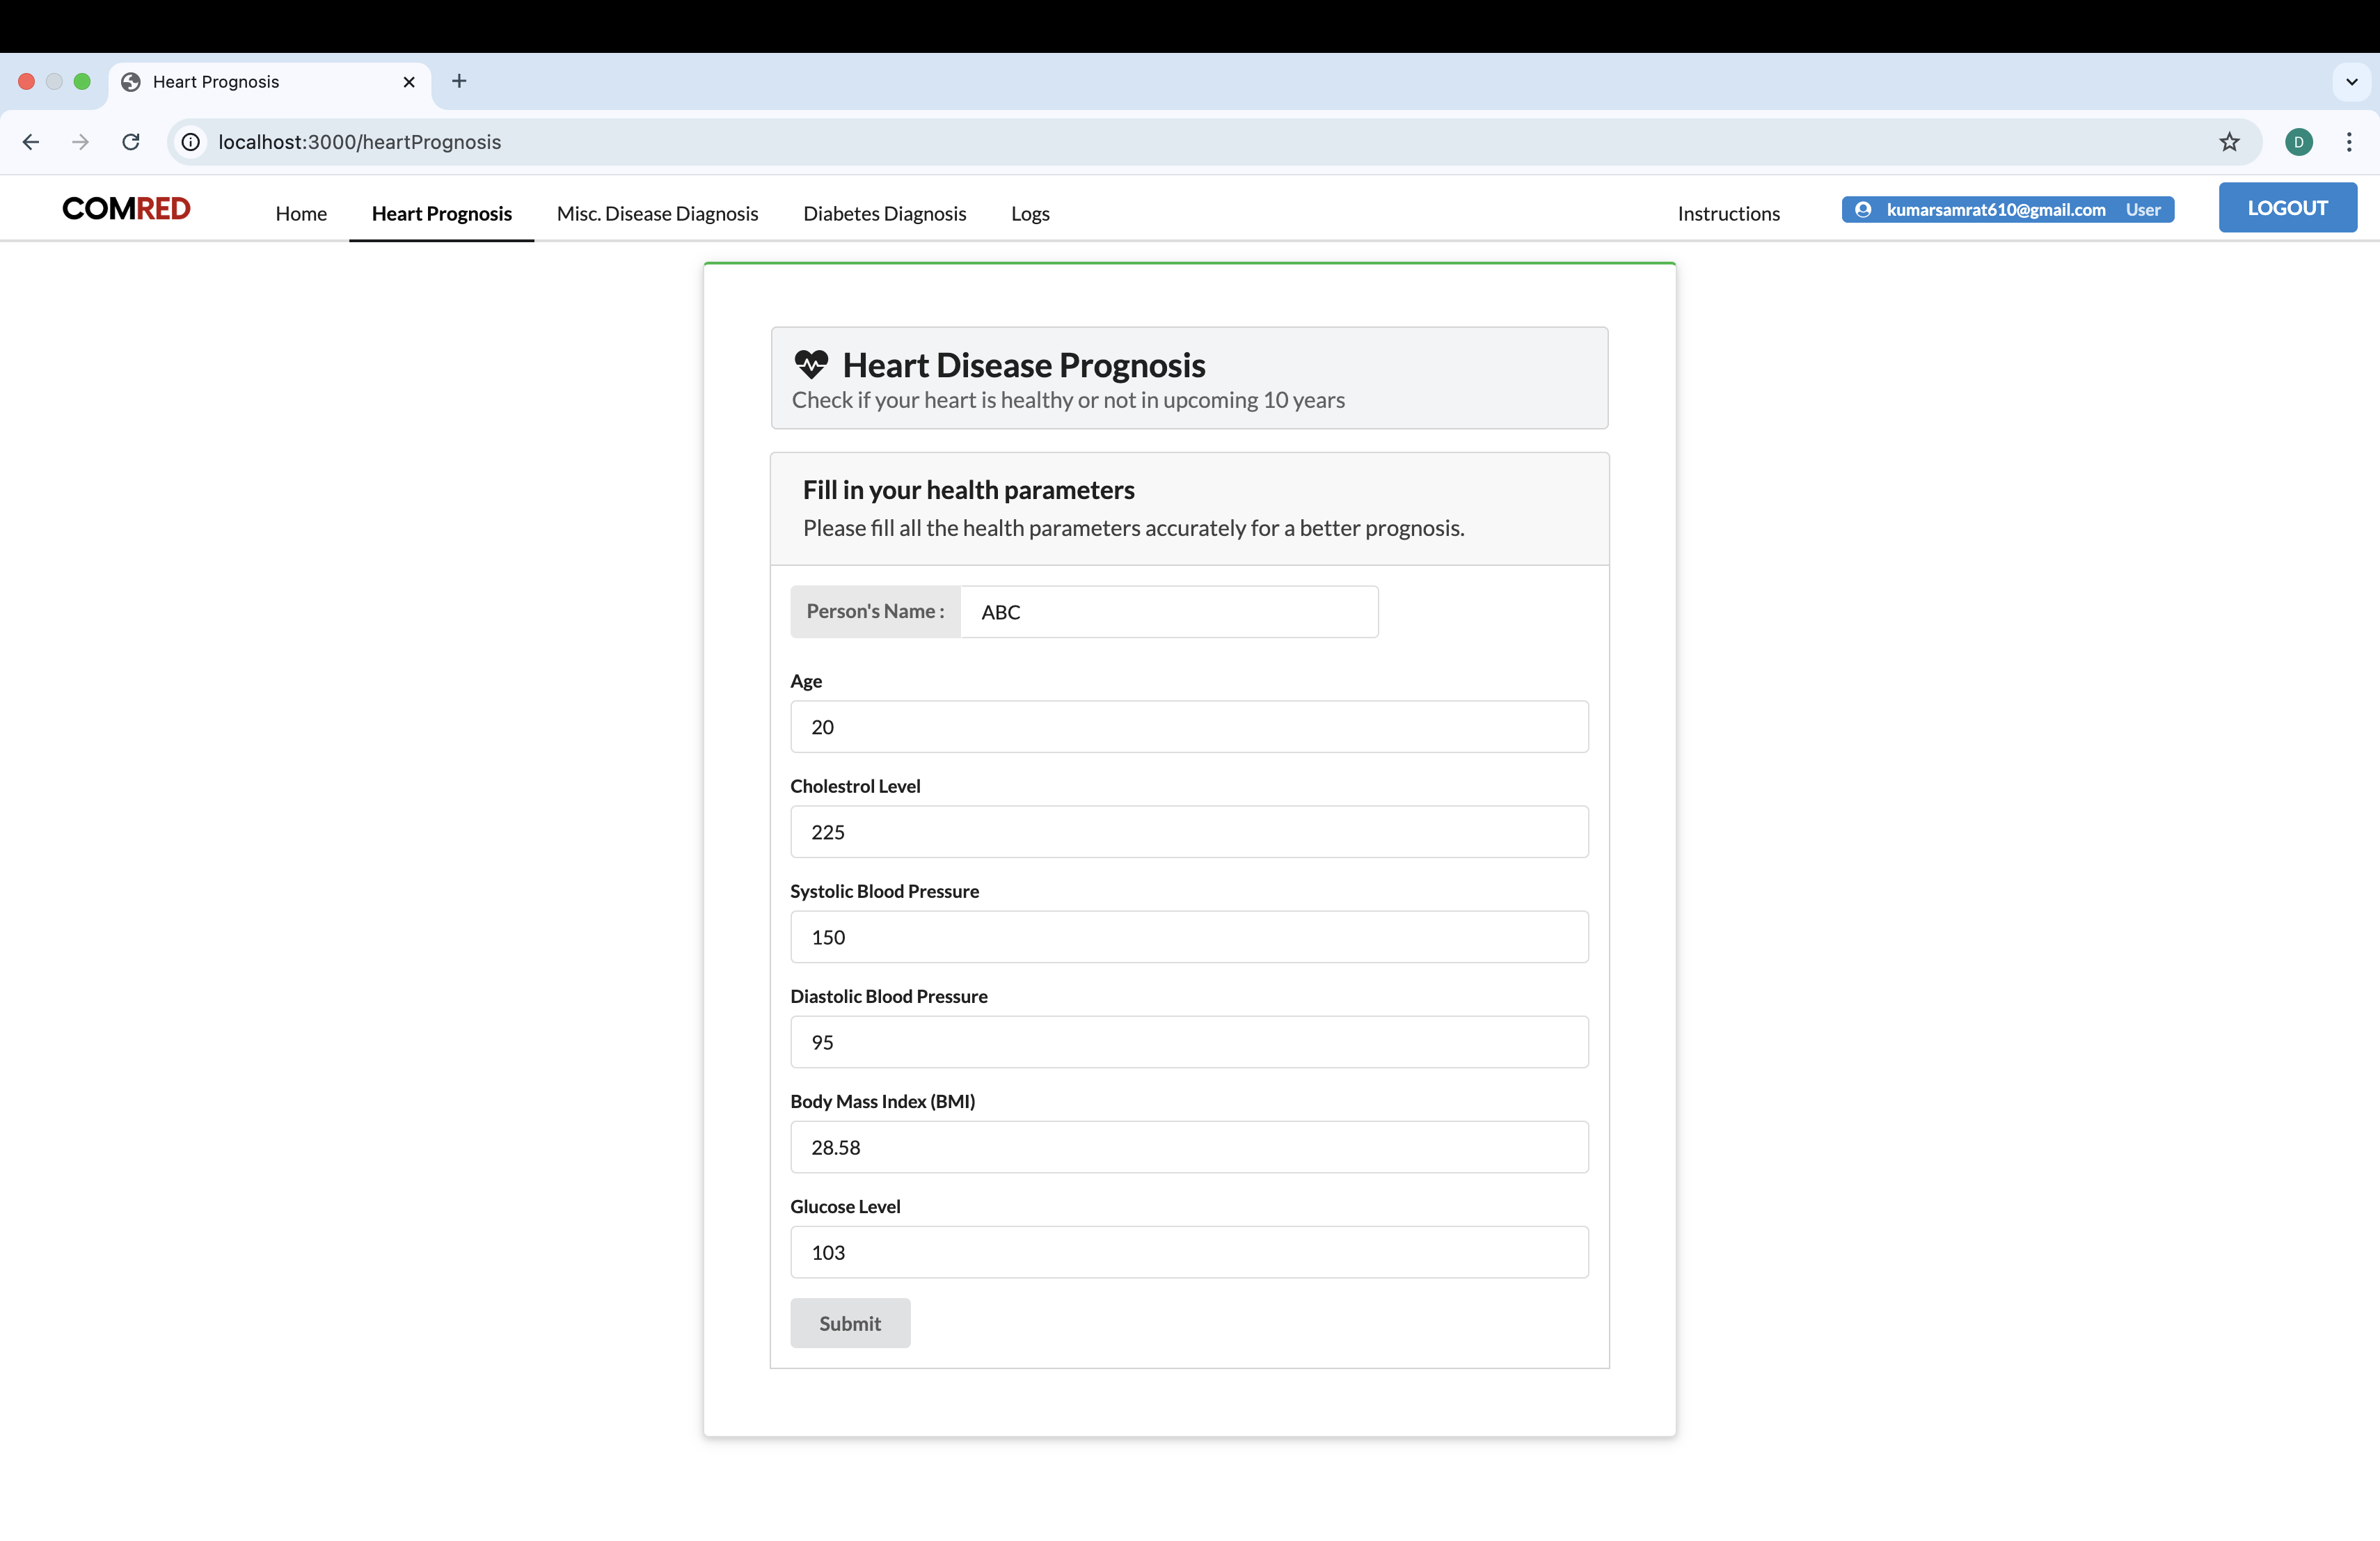 Heart Prognosis
localhost:3000/heartPrognosis
D
COMRED Home Heart Prognosis Misc. Disease Diagnosis Diabetes Diagnosis Logs Instructions kumarsamrat610@gmail.com User LOGOUT
Heart Disease Prognosis
Check if your heart is healthy or not in upcoming 10 years
Fill in your health parameters
Please fill all the health parameters accurately for a better prognosis.
Person's Name : ABC
Age
20
Cholestrol Level
225
Systolic Blood Pressure
150
Diastolic Blood Pressure
95
Body Mass Index (BMI)
28.58
Glucose Level
103
Submit